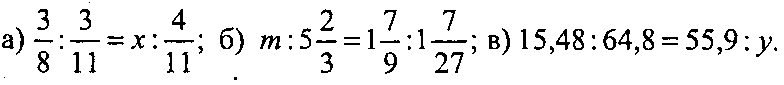 а) 3/8 : 3/11 = x : 4/11; б) m : 5 2/3 = 1 7/9 : 1 7/27; в) 15,48 : 64,8 = 55,9 : y.